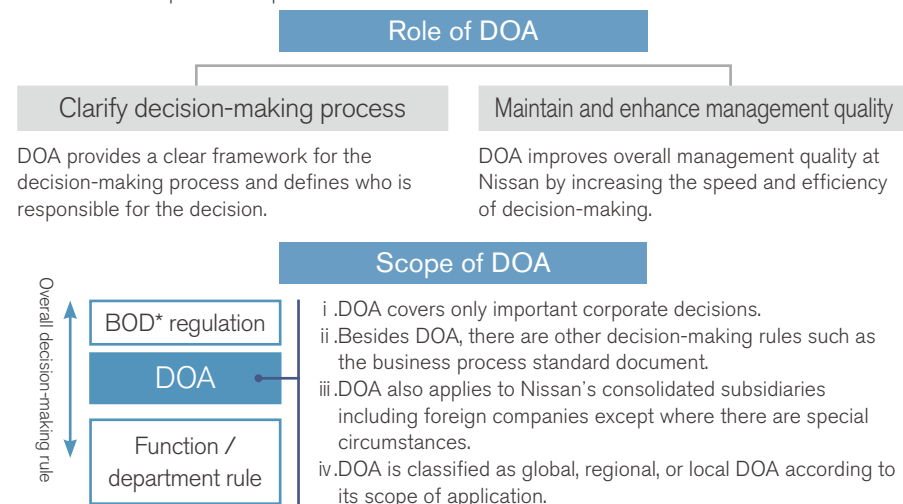 Role of DOA
Clarify decision-making process
DOA provides a clear framework for the
decision-making process and defines who is
responsible for the decision.
Maintain and enhance management quality
DOA improves overall management quality at
Nissan by increasing the speed and efficiency
of decision-making.
Scope of DOA
Overall decision-making rule
BOD* regulation
DOA
Function /
department rule
i .DOA covers only important corporate decisions.
ii .Besides DOA, there are other decision-making rules such as
the business process standard document.
iii .DOA also applies to Nissan's consolidated subsidiaries
including foreign companies except where there are special
circumstances.
iv .DOA is classified as global, regional, or local DOA according to
its scope of application.